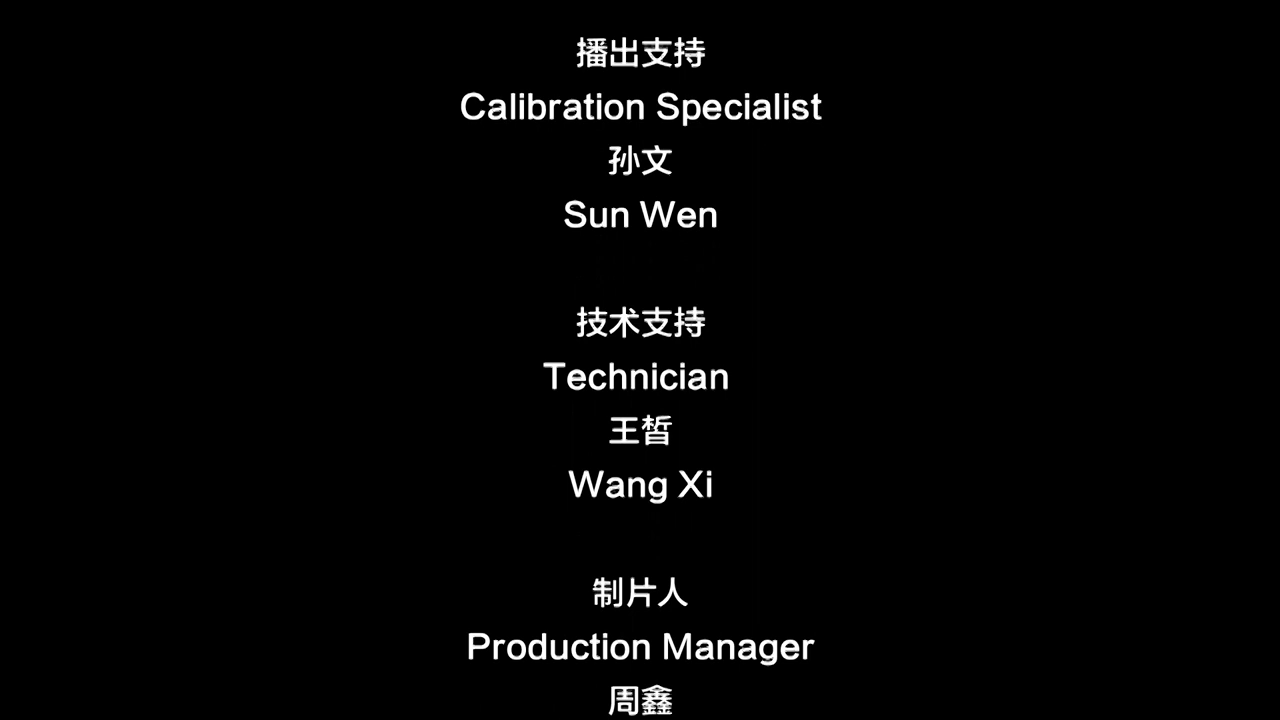 播出支持
Calibration Specialist
孙文
Sun Wen
技术支持
Technician
王皙
Wang Xi
制片人
Production Manager
周鑫